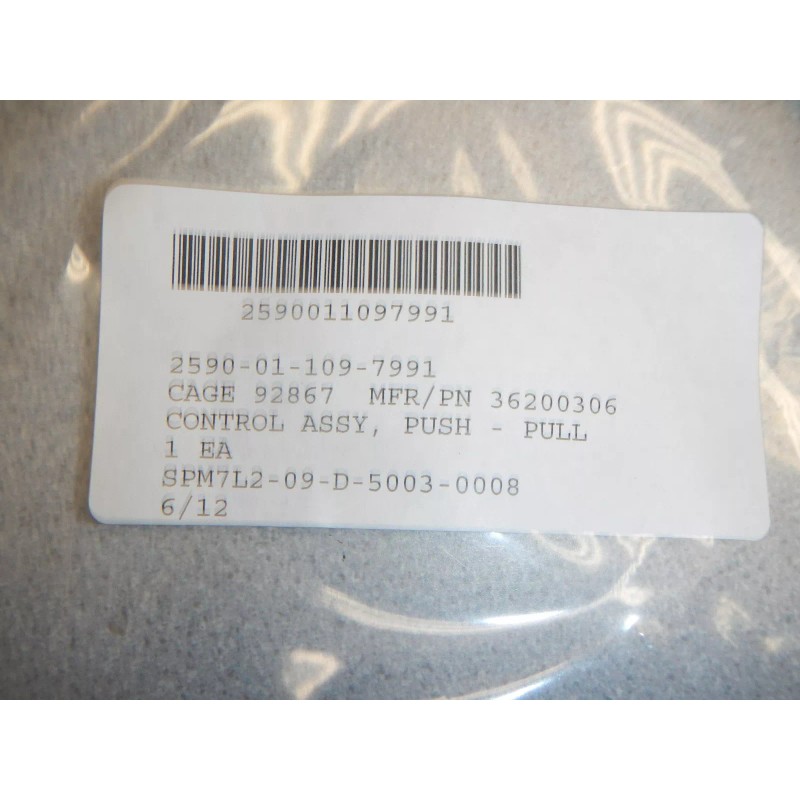 2590011097991
2590-01-109-7991
CAGE 92867 MFR/PN 36200306
CONTROL ASSY, PUSH - PULL
1 EA
SPM7L2-09-D-5003-0008
6/12